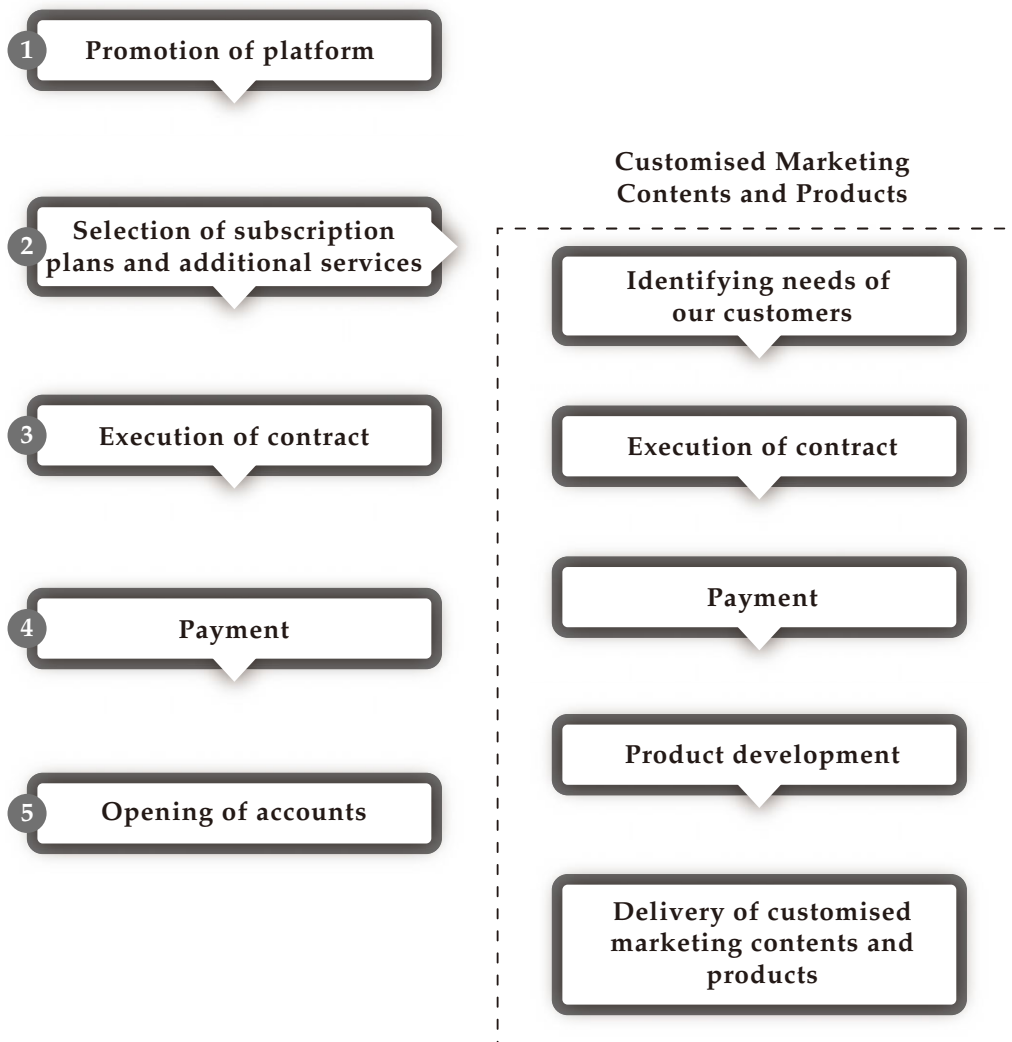 1
Promotion of platform
2
Selection of subscription
plans and additional services
3
Execution of contract
4
Payment
5
Opening of accounts
Customised Marketing
Contents and Products
Identifying needs of
our customers
Execution of contract
Payment
Product development
Delivery of customised
marketing contents and
products